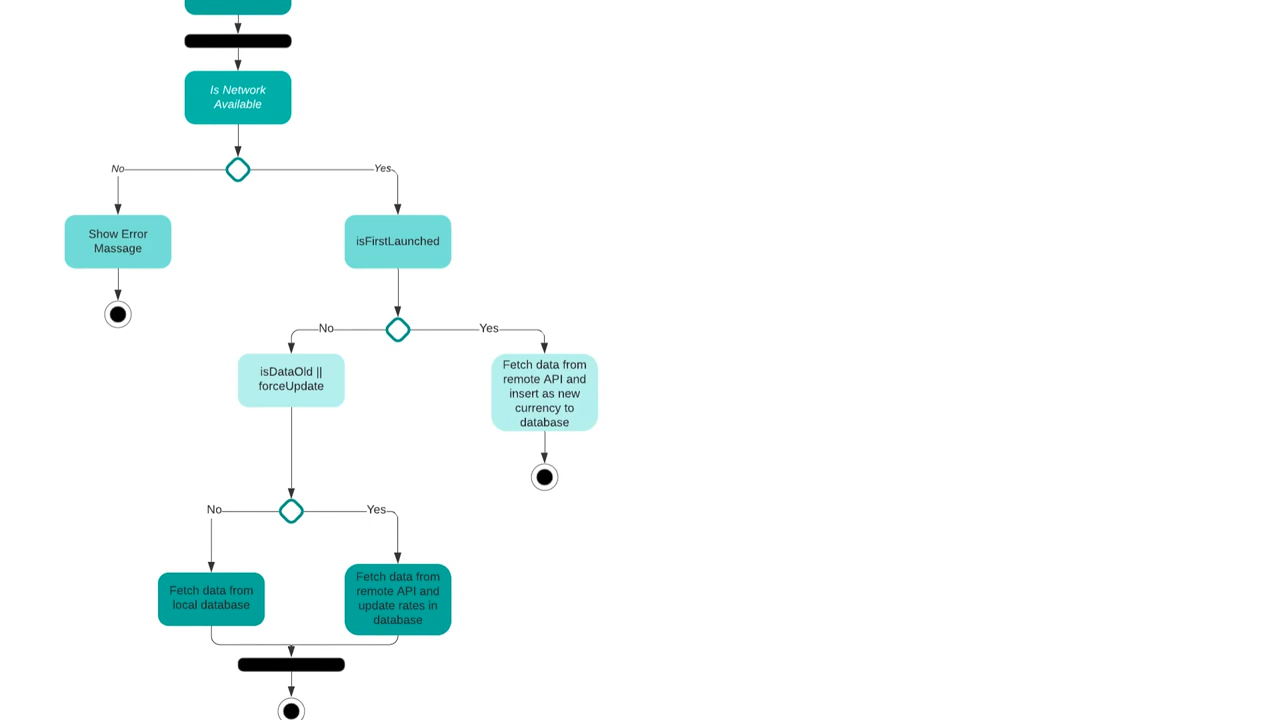 Is Network
Available
No
Yes
Show Error
Massage
isFirstLaunched
No
Yes
isDataOld ||
forceUpdate
Fetch data from
remote API and
insert as new
currency to
database
No
Yes
Fetch data from
local database
Fetch data from
remote API and
update rates in
database